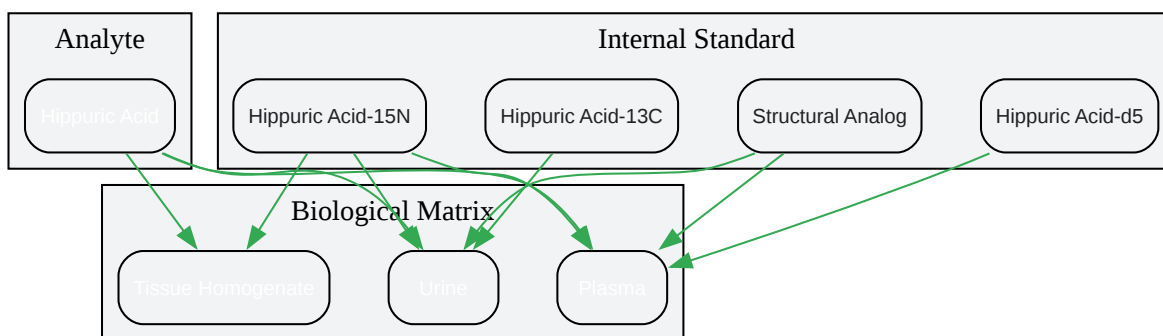 Analyte
Internal Standard
Hippuric Acid
Hippuric Acid-15N
Hippuric Acid-13C
Structural Analog
Hippuric Acid-d5
Biological Matrix
Tissue Homogenate
Urine
Plasma